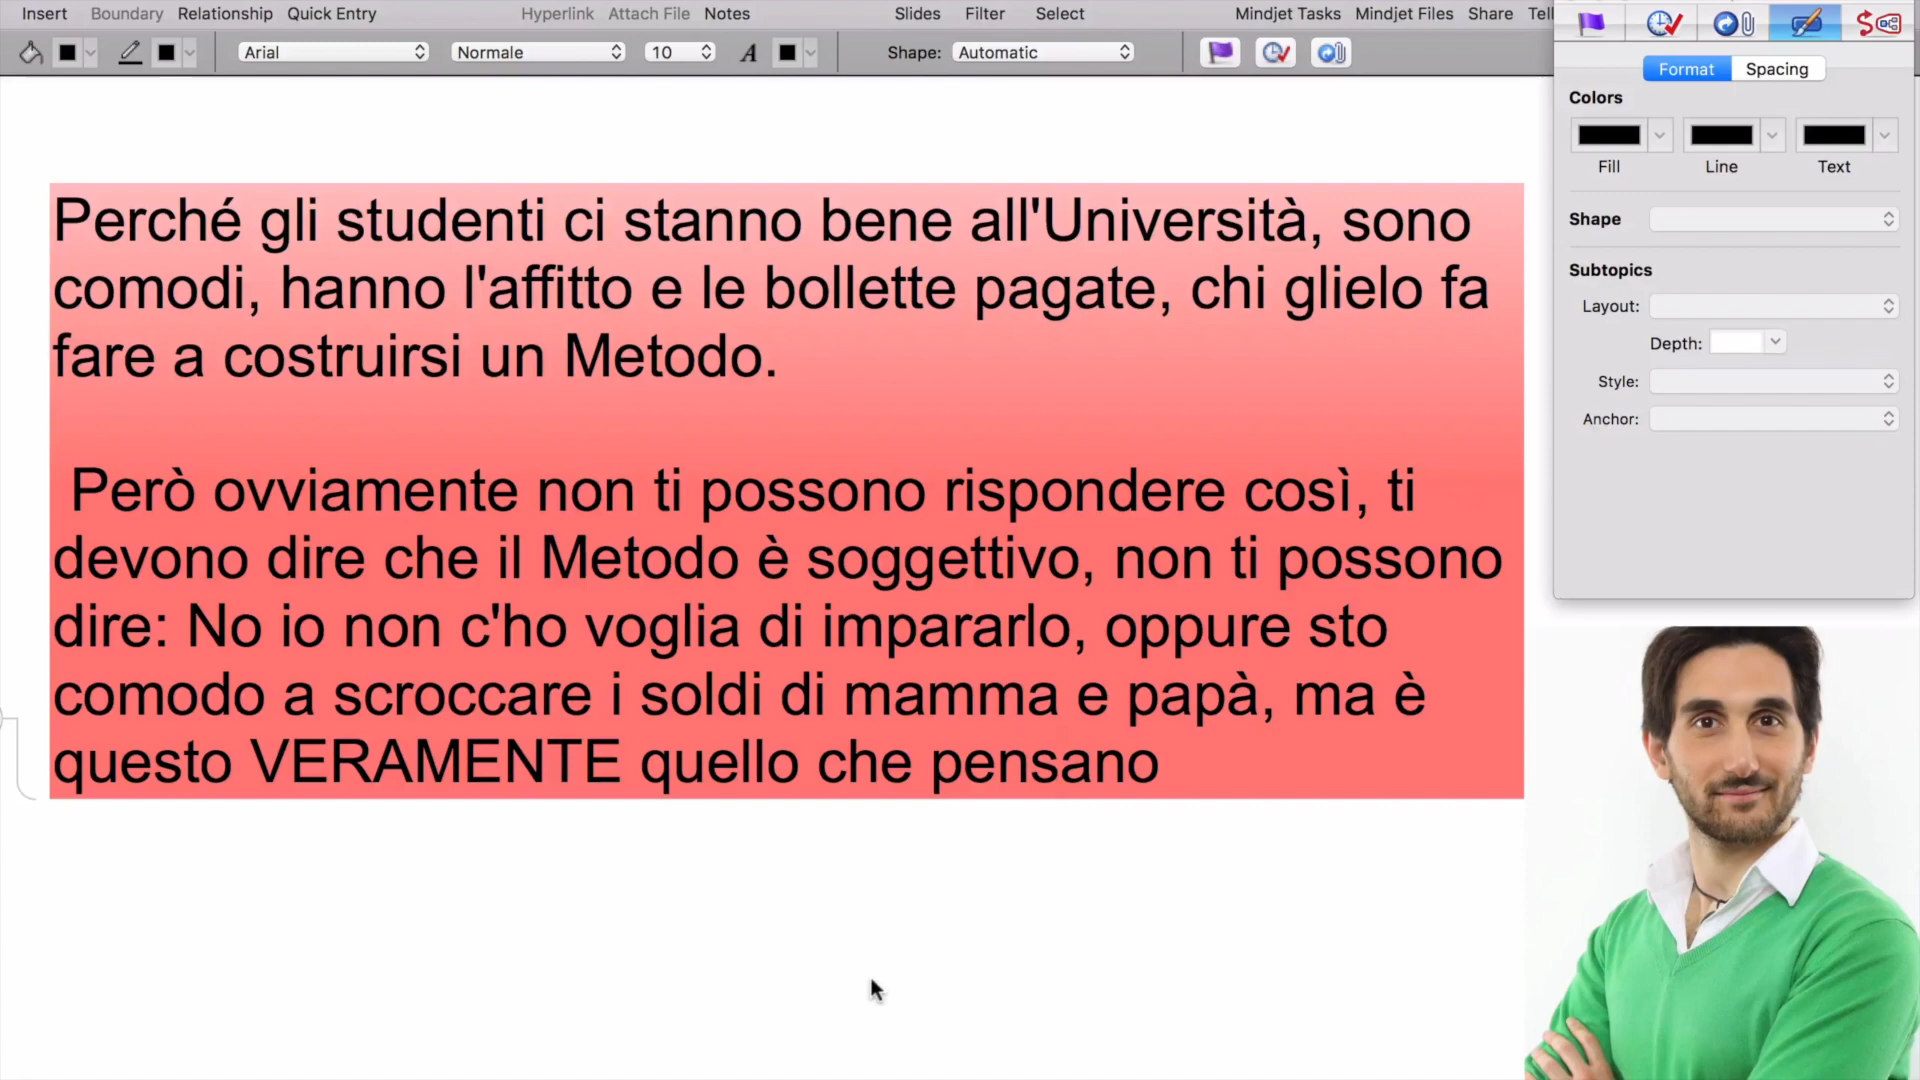 Insert Boundary Relationship Quick Entry Hyperlink Attach File Notes Slides Filter Select Mindjet Tasks Mindjet Files Share Tell
Arial Normale 10 A Shape: Automatic
Format Spacing
Colors
Fill Line Text
Shape
Subtopics
Layout:
Depth:
Style:
Anchor:
Perché gli studenti ci stanno bene all'Università, sono
comodi, hanno l'affitto e le bollette pagate, chi glielo fa
fare a costruirsi un Metodo.
Però ovviamente non ti possono rispondere così, ti
devono dire che il Metodo è soggettivo, non ti possono
dire: No io non c'ho voglia di impararlo, oppure sto
comodo a scroccare i soldi di mamma e papà, ma è
questo VERAMENTE quello che pensano